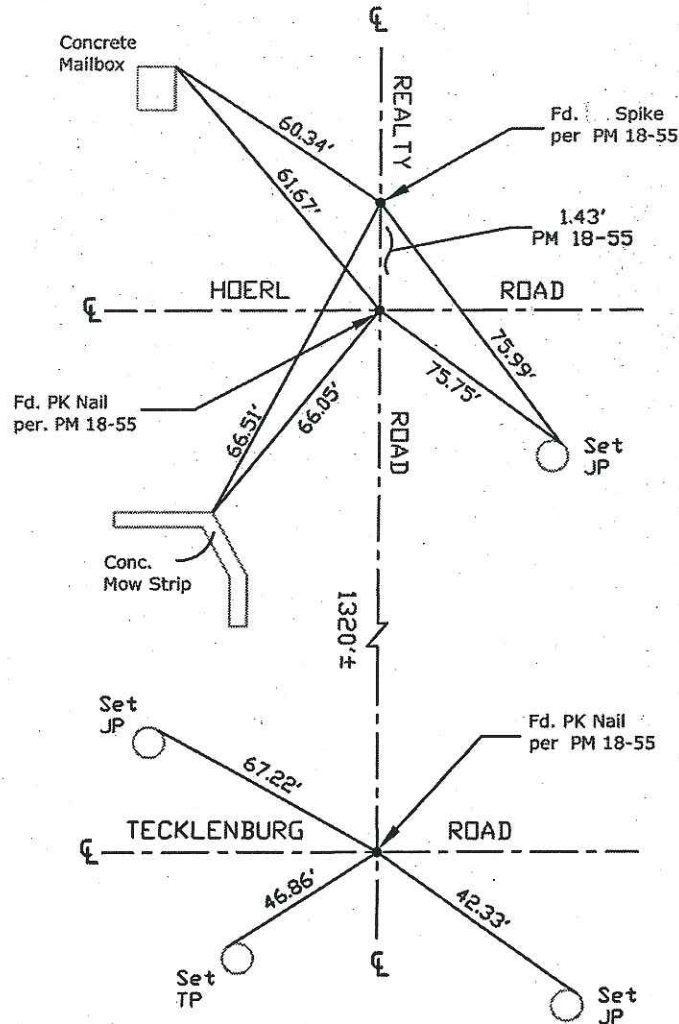 ℄
Concrete
Mailbox
REALTY
Fd. Spike
per PM 18-55
60.34'
61.67'
1.43'
PM 18-55
HOERL ROAD
℄
75.99'
75.75'
Fd. PK Nail
per. PM 18-55
66.51'
66.05'
ROAD
Set
JP
Conc.
Mow Strip
1320'±
Set
JP
Fd. PK Nail
per PM 18-55
67.22'
TECKLENBURG ROAD
℄
46.86'
42.33'
Set
TP
℄
Set
JP